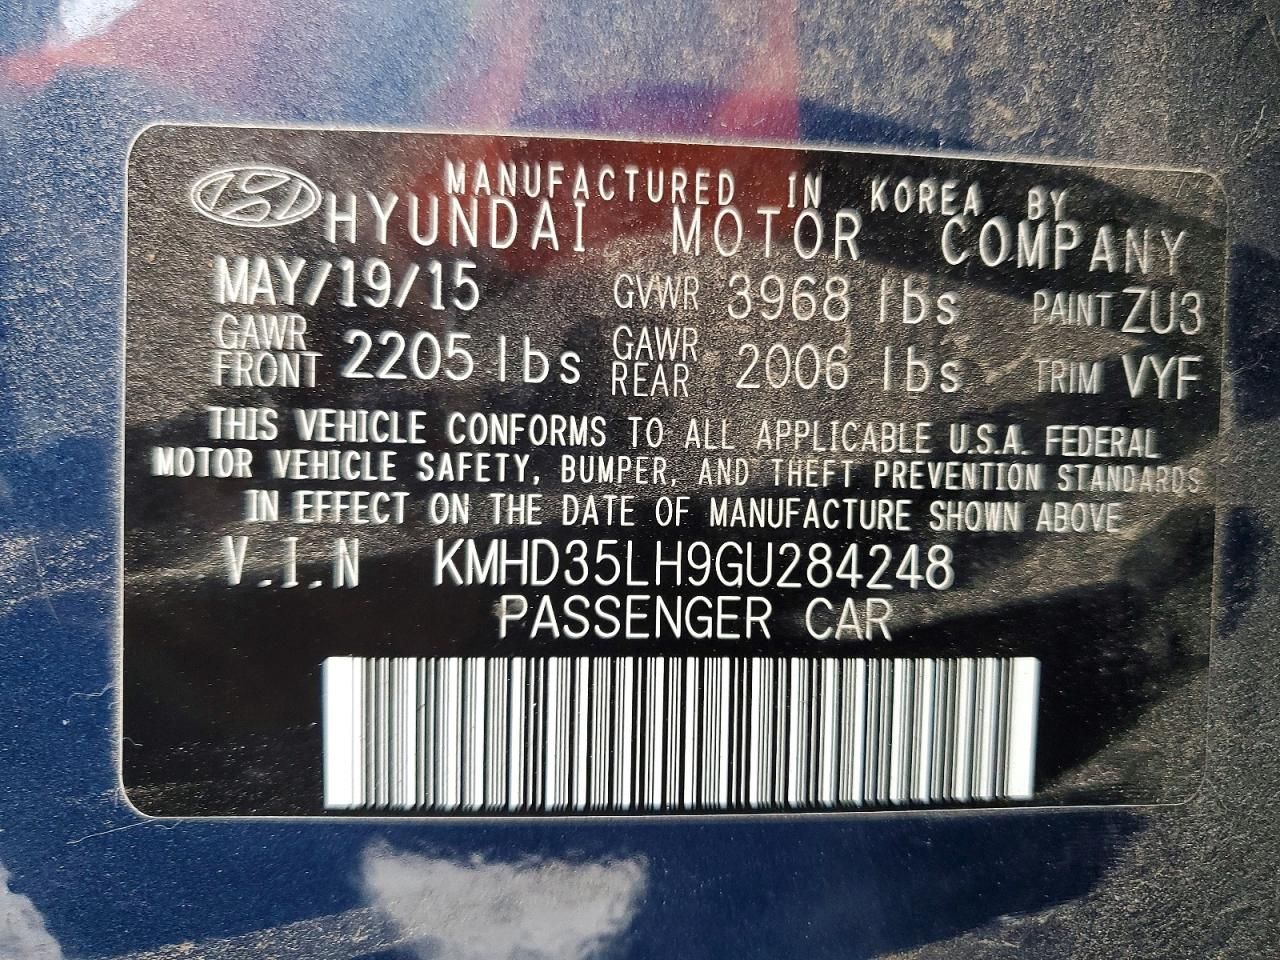 MANUFACTURED IN KOREA BY
HYUNDAI MOTOR COMPANY
MAY/19/15 GVWR 3968 lbs PAINT ZU3
GAWR FRONT 2205 lbs GAWR REAR 2006 lbs TRIM VYF
THIS VEHICLE CONFORMS TO ALL APPLICABLE U.S.A. FEDERAL
MOTOR VEHICLE SAFETY, BUMPER, AND THEFT PREVENTION STANDARDS
IN EFFECT ON THE DATE OF MANUFACTURE SHOWN ABOVE
V.I.N KMHD35LH9GU284248
PASSENGER CAR